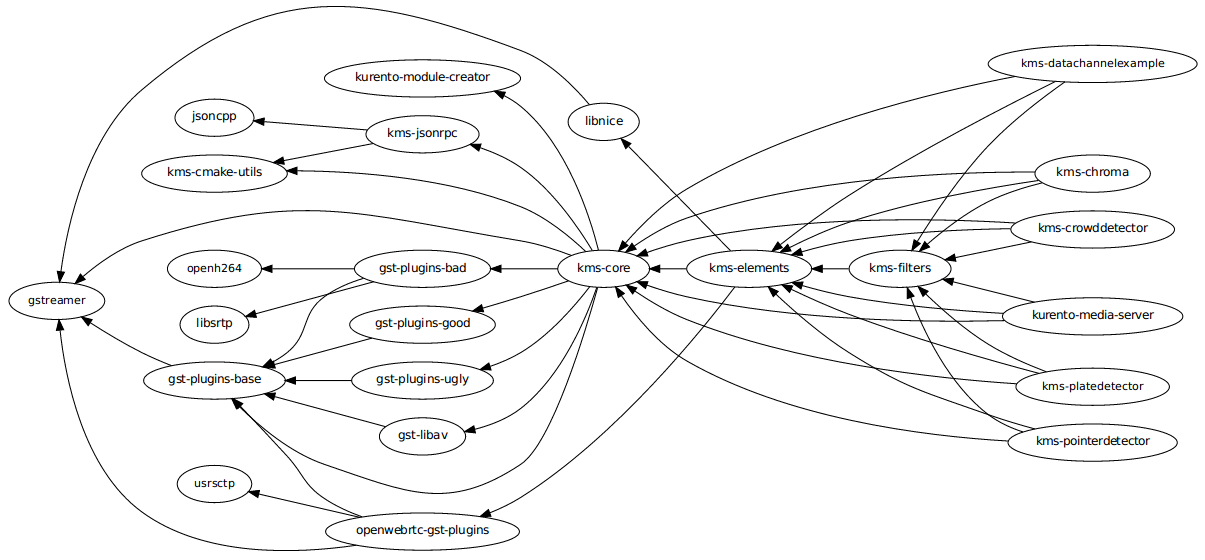 kms-datachannelexample
kurento-module-creator
jsoncpp
libnice
kms-jsonrpc
kms-cmake-utils
kms-chroma
kms-crowddetector
openh264
gst-plugins-bad
kms-core
kms-elements
kms-filters
gstreamer
libsrtp
gst-plugins-good
kurento-media-server
gst-plugins-base
gst-plugins-ugly
kms-platedetector
gst-libav
kms-pointerdetector
usrsctp
openwebrtc-gst-plugins